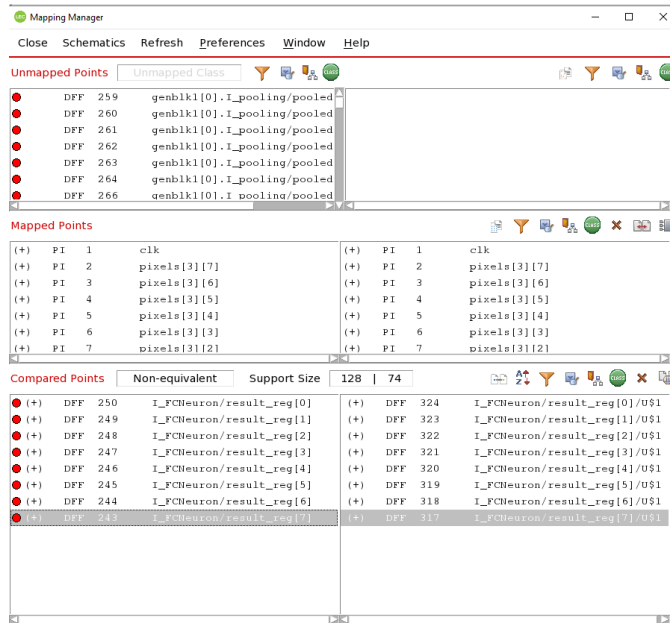 LEC Mapping Manager
Close Schematics Refresh Preferences Window Help
Unmapped Points Unmapped Class CLASS
DFF 259 genblk1[0].I_pooling/pooled
DFF 260 genblk1[0].I_pooling/pooled
DFF 261 genblk1[0].I_pooling/pooled
DFF 262 genblk1[0].I_pooling/pooled
DFF 263 genblk1[0].I_pooling/pooled
DFF 264 genblk1[0].I_pooling/pooled
DFF 266 genblk1[0].I_pooling/pooled
Mapped Points CLASS
(+) PI 1 clk (+) PI 1 clk
(+) PI 2 pixels[3][7] (+) PI 2 pixels[3][7]
(+) PI 3 pixels[3][6] (+) PI 3 pixels[3][6]
(+) PI 4 pixels[3][5] (+) PI 4 pixels[3][5]
(+) PI 5 pixels[3][4] (+) PI 5 pixels[3][4]
(+) PI 6 pixels[3][3] (+) PI 6 pixels[3][3]
(+) PI 7 pixels[3][2] (+) PI 7 pixels[3][2]
Compared Points Non-equivalent Support Size 128 | 74 CLASS
(+) DFF 250 I_FCNeuron/result_reg[0] (+) DFF 324 I_FCNeuron/result_reg[0]/U$1
(+) DFF 249 I_FCNeuron/result_reg[1] (+) DFF 323 I_FCNeuron/result_reg[1]/U$1
(+) DFF 248 I_FCNeuron/result_reg[2] (+) DFF 322 I_FCNeuron/result_reg[2]/U$1
(+) DFF 247 I_FCNeuron/result_reg[3] (+) DFF 321 I_FCNeuron/result_reg[3]/U$1
(+) DFF 246 I_FCNeuron/result_reg[4] (+) DFF 320 I_FCNeuron/result_reg[4]/U$1
(+) DFF 245 I_FCNeuron/result_reg[5] (+) DFF 319 I_FCNeuron/result_reg[5]/U$1
(+) DFF 244 I_FCNeuron/result_reg[6] (+) DFF 318 I_FCNeuron/result_reg[6]/U$1
(+) DFF 243 I_FCNeuron/result_reg[7] (+) DFF 317 I_FCNeuron/result_reg[7]/U$1